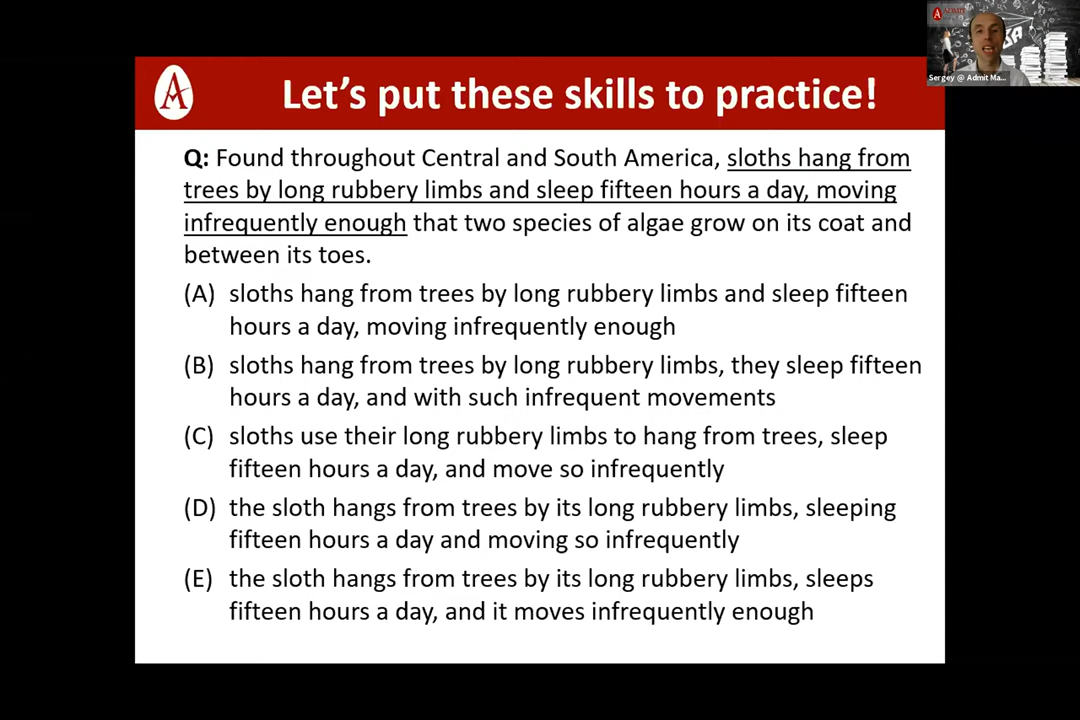 ADMIT
Sergey @ Admit Ma...
Let's put these skills to practice!
Q: Found throughout Central and South America, sloths hang from
trees by long rubbery limbs and sleep fifteen hours a day, moving
infrequently enough that two species of algae grow on its coat and
between its toes.
(A) sloths hang from trees by long rubbery limbs and sleep fifteen
hours a day, moving infrequently enough
(B) sloths hang from trees by long rubbery limbs, they sleep fifteen
hours a day, and with such infrequent movements
(C) sloths use their long rubbery limbs to hang from trees, sleep
fifteen hours a day, and move so infrequently
(D) the sloth hangs from trees by its long rubbery limbs, sleeping
fifteen hours a day and moving so infrequently
(E) the sloth hangs from trees by its long rubbery limbs, sleeps
fifteen hours a day, and it moves infrequently enough